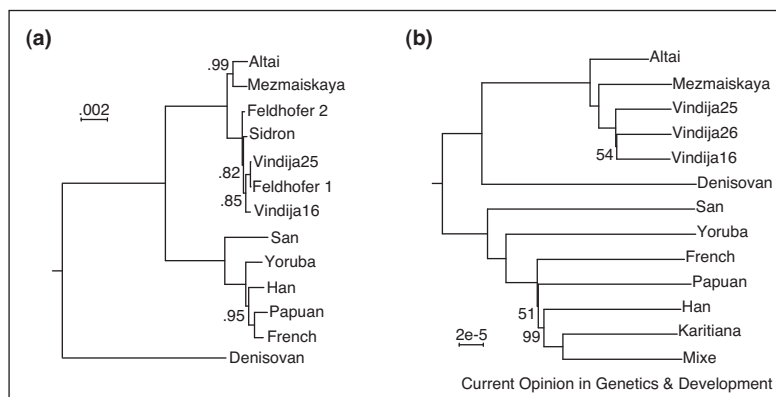 (a)
.99
Altai
Mezmaiskaya
.002
Feldhofer 2
Sidron
Vindija25
.82
Feldhofer 1
.85
Vindija16
San
Yoruba
Han
.95
Papuan
French
Denisovan
(b)
Altai
Mezmaiskaya
Vindija25
Vindija26
54
Vindija16
Denisovan
San
Yoruba
French
Papuan
51
Han
2e-5
99
Karitiana
Mixe
Current Opinion in Genetics & Development